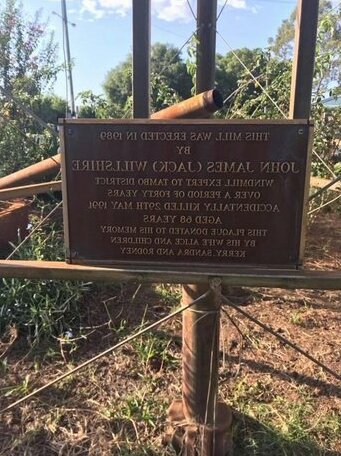 THIS MILL WAS ERECTED IN 1989
BY
JOHN JAMES (JACK) WILLSHIRE
WINDMILL EXPERT TO TAMBO DISTRICT
OVER A PERIOD OF FORTY YEARS
ACCIDENTALLY KILLED 29TH MAY 1991
AGED 68 YEARS
THIS PLAQUE DONATED TO HIS MEMORY
BY HIS WIFE ALICE AND CHILDREN
KERRY, SANDRA AND RODNEY